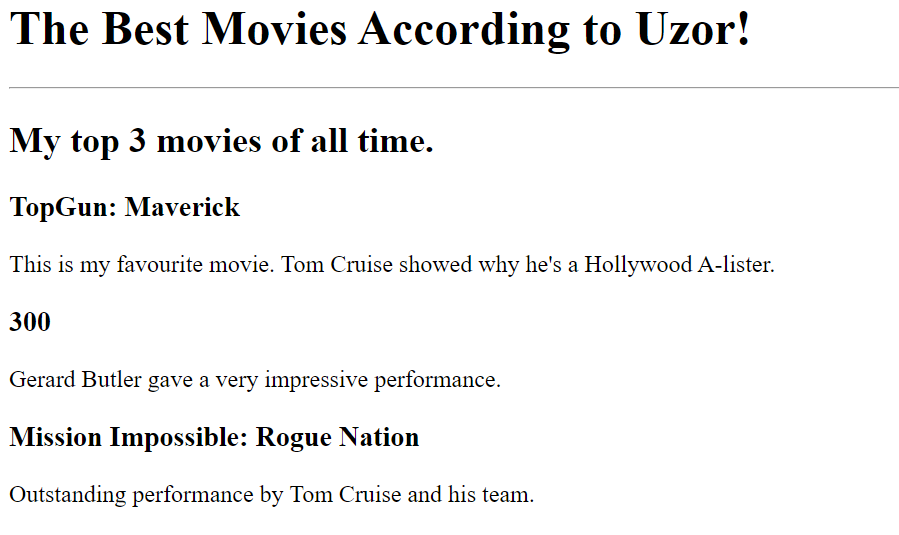 The Best Movies According to Uzor!
My top 3 movies of all time.
TopGun: Maverick
This is my favourite movie. Tom Cruise showed why he's a Hollywood A-lister.
300
Gerard Butler gave a very impressive performance.
Mission Impossible: Rogue Nation
Outstanding performance by Tom Cruise and his team.